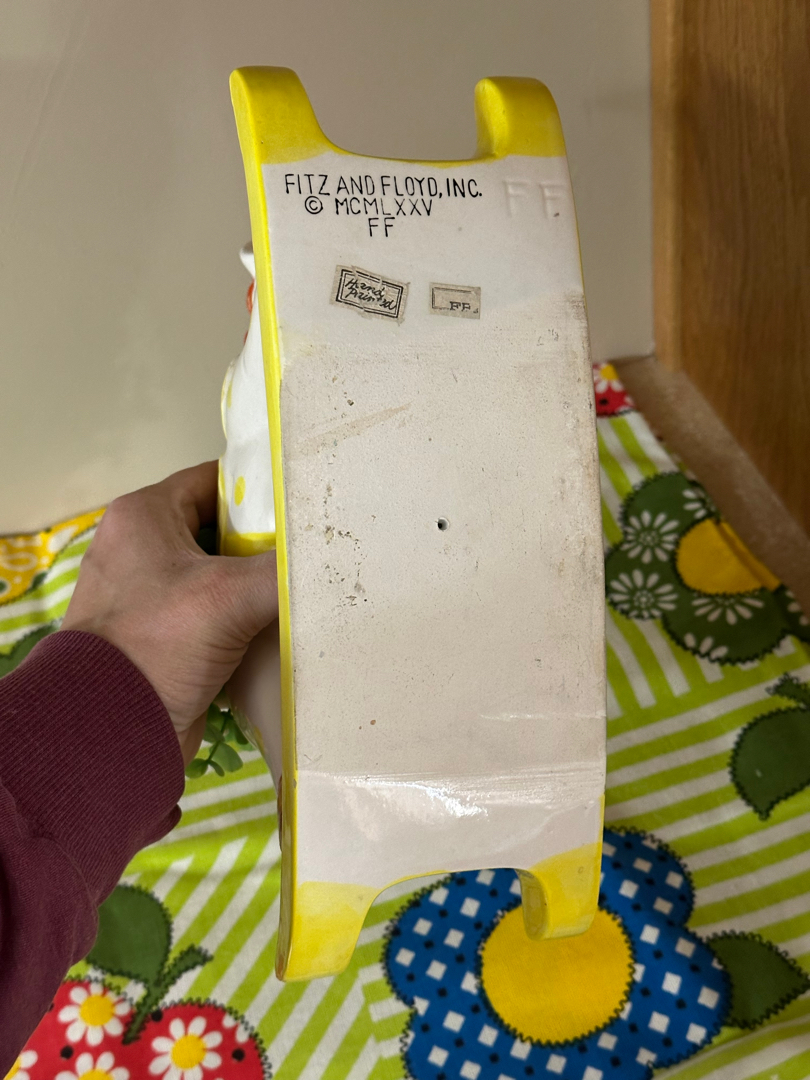 FITZ AND FLOYD, INC. FF
© MCMLXXV
FF
Hand
Painted
FF.